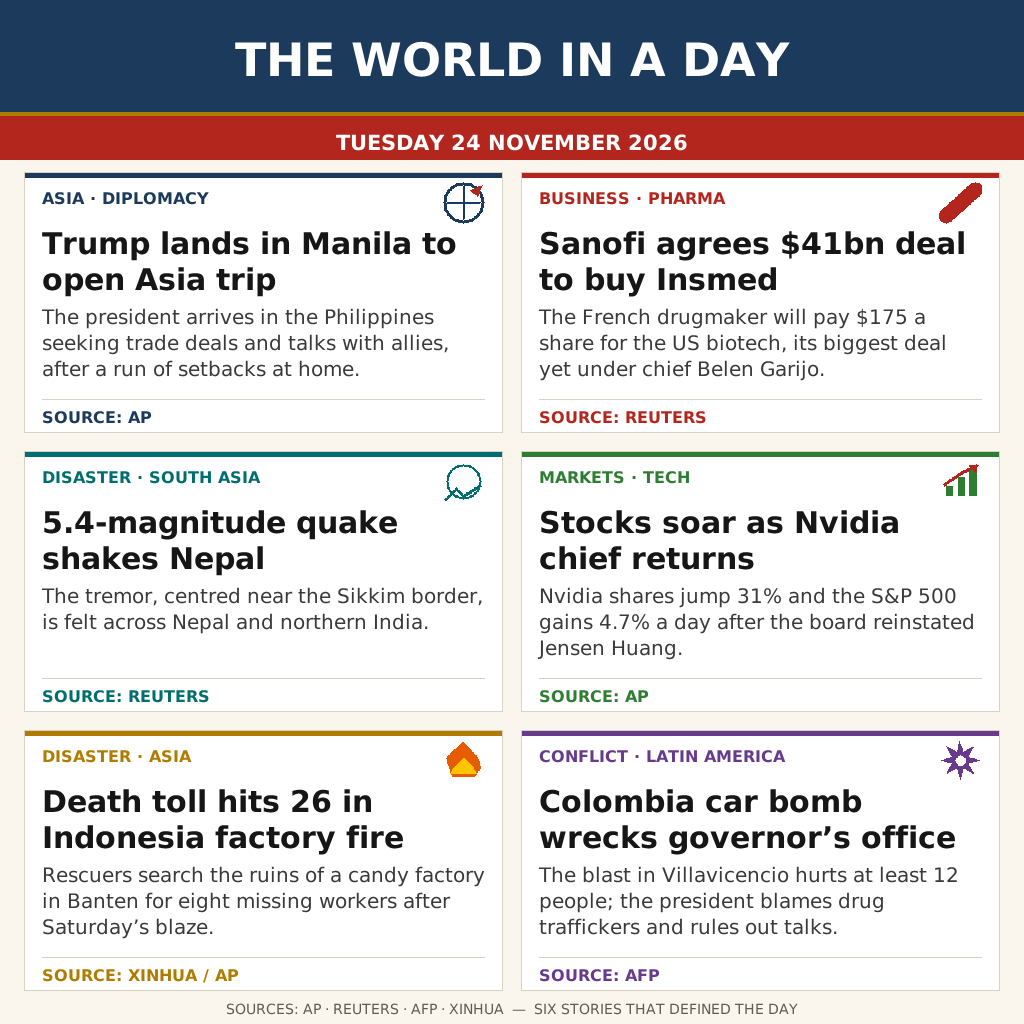 THE WORLD IN A DAY
TUESDAY 24 NOVEMBER 2026
ASIA · DIPLOMACY
Trump lands in Manila to
open Asia trip
The president arrives in the Philippines
seeking trade deals and talks with allies,
after a run of setbacks at home.
SOURCE: AP
BUSINESS · PHARMA
Sanofi agrees $41bn deal
to buy Insmed
The French drugmaker will pay $175 a
share for the US biotech, its biggest deal
yet under chief Belen Garijo.
SOURCE: REUTERS
DISASTER · SOUTH ASIA
5.4-magnitude quake
shakes Nepal
The tremor, centred near the Sikkim border,
is felt across Nepal and northern India.
SOURCE: REUTERS
MARKETS · TECH
Stocks soar as Nvidia
chief returns
Nvidia shares jump 31% and the S&P 500
gains 4.7% a day after the board reinstated
Jensen Huang.
SOURCE: AP
DISASTER · ASIA
Death toll hits 26 in
Indonesia factory fire
Rescuers search the ruins of a candy factory
in Banten for eight missing workers after
Saturday’s blaze.
SOURCE: XINHUA / AP
CONFLICT · LATIN AMERICA
Colombia car bomb
wrecks governor’s office
The blast in Villavicencio hurts at least 12
people; the president blames drug
traffickers and rules out talks.
SOURCE: AFP
SOURCES: AP · REUTERS · AFP · XINHUA — SIX STORIES THAT DEFINED THE DAY